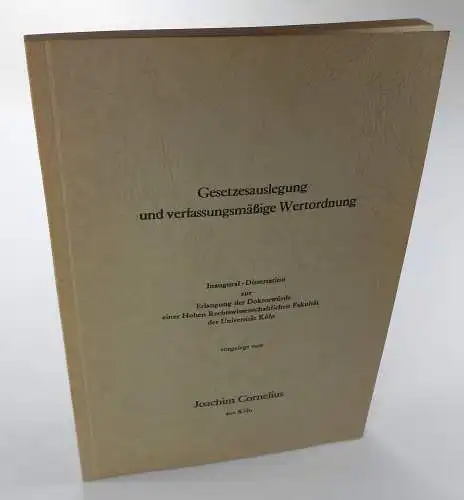 Gesetzesauslegung
und verfassungsmäßige Wertordnung
Inaugural-Dissertation
zur
Erlangung der Doktorwürde
einer Hohen Rechtswissenschaftlichen Fakultät
der Universität Köln
vorgelegt von
Joachim Cornelius
aus Köln